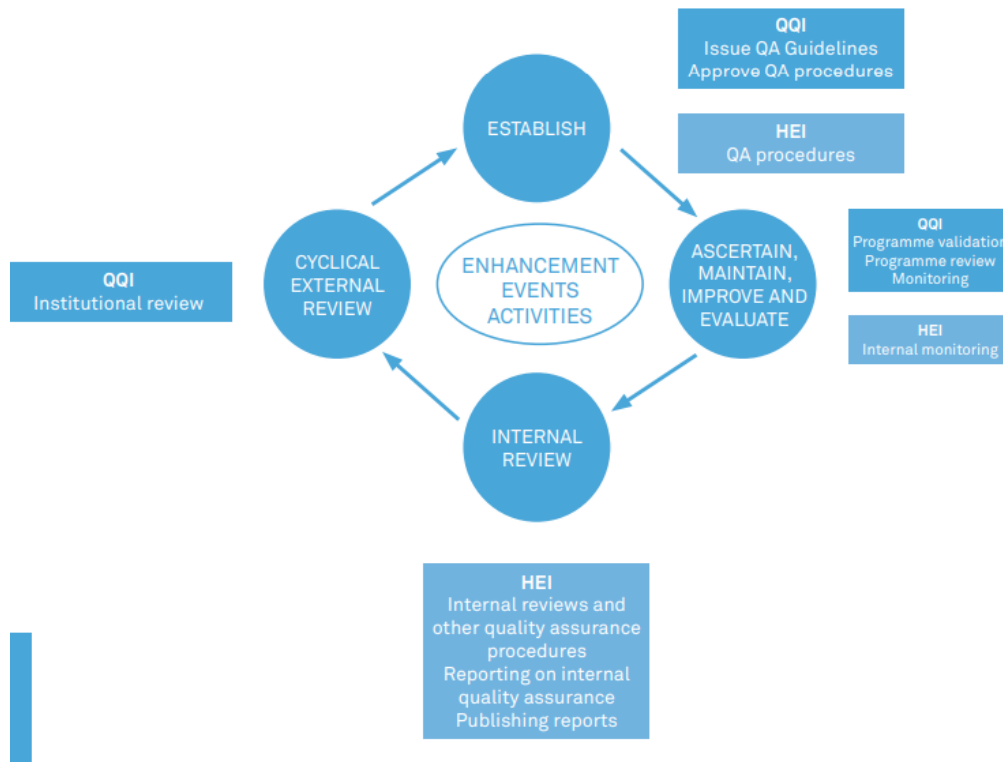 QQI
Issue QA Guidelines
Approve QA procedures
ESTABLISH
HEI
QA procedures
QQI
Programme validation
Programme review
Monitoring
ASCERTAIN,
MAINTAIN,
IMPROVE AND
EVALUATE
HEI
Internal monitoring
ENHANCEMENT
EVENTS
ACTIVITIES
CYCLICAL
EXTERNAL
REVIEW
QQI
Institutional review
INTERNAL
REVIEW
HEI
Internal reviews and
other quality assurance
procedures
Reporting on internal
quality assurance
Publishing reports